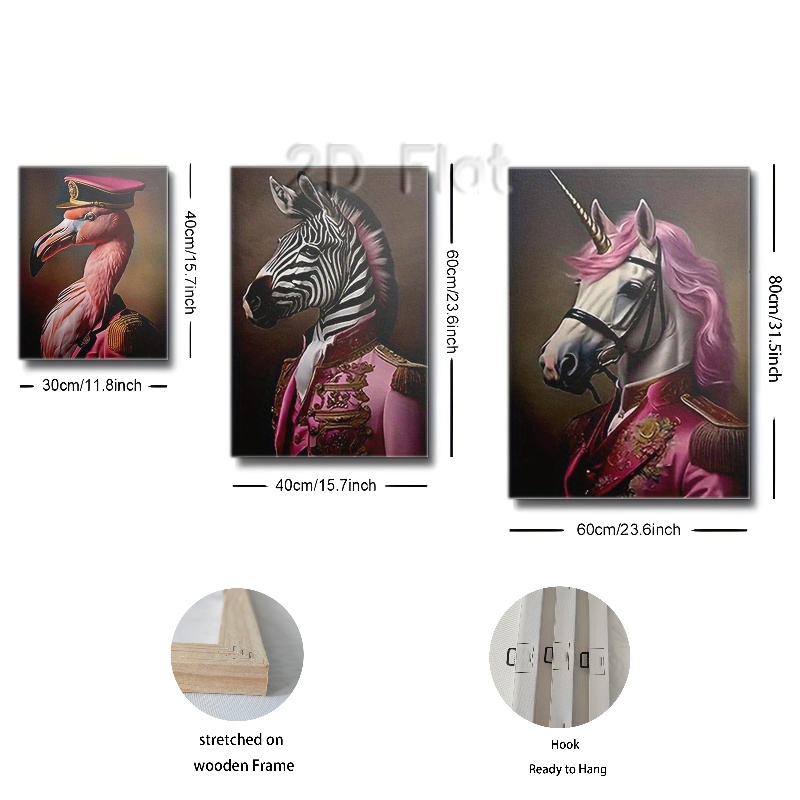 2D Flat
40cm/15.7inch
30cm/11.8inch
60cm/23.6inch
40cm/15.7inch
80cm/31.5inch
60cm/23.6inch
stretched on
wooden Frame
Hook
Ready to Hang